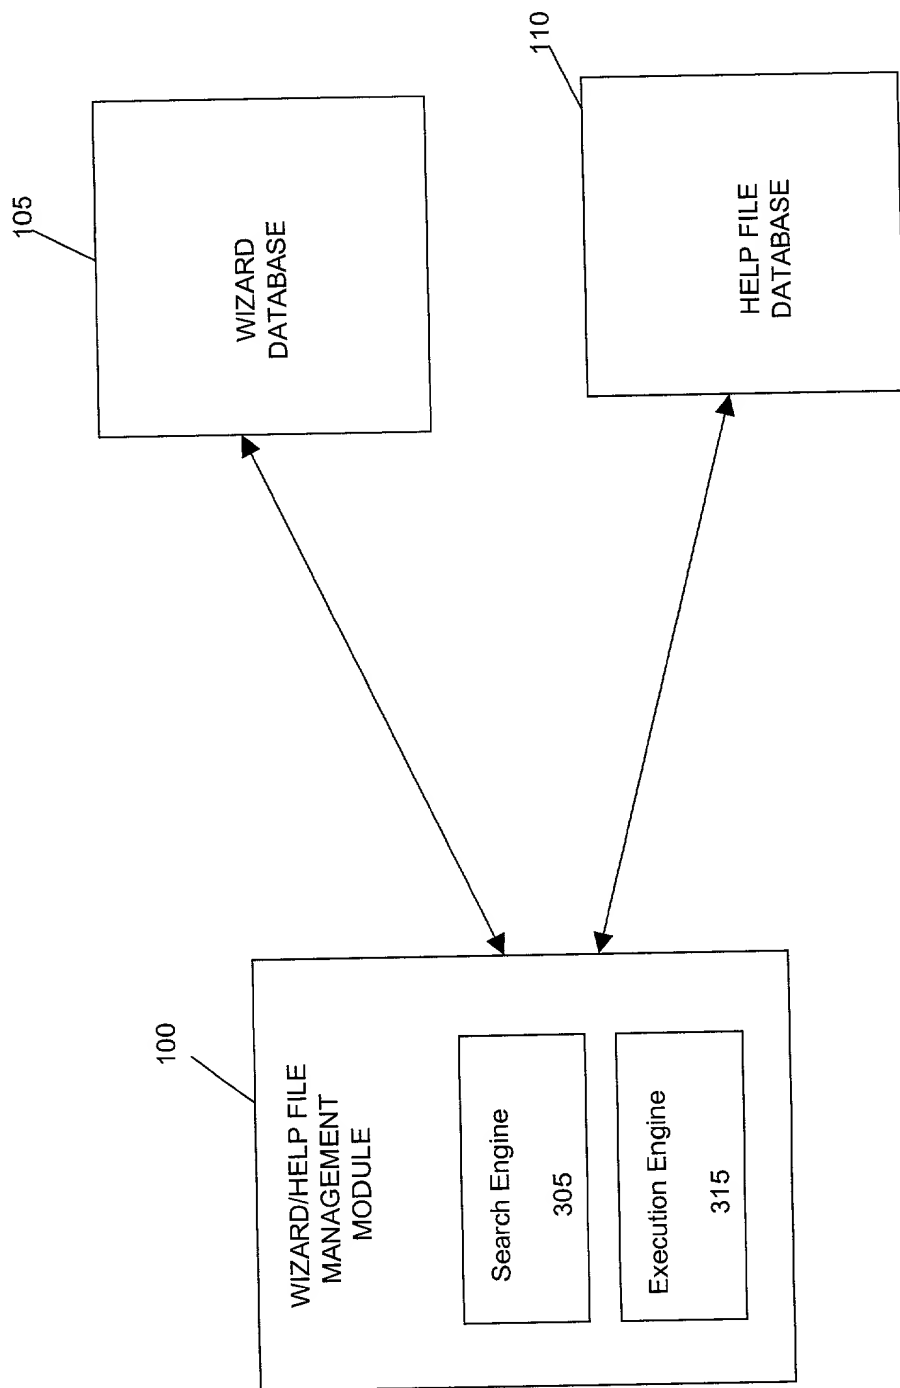 100
WIZARD/HELP FILE
MANAGEMENT
MODULE
Search Engine
305
Execution Engine
315
105
WIZARD
DATABASE
110
HELP FILE
DATABASE